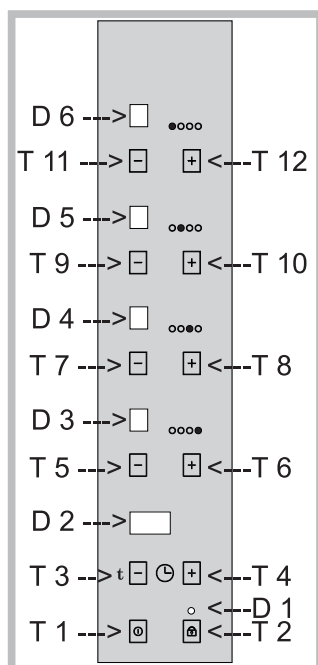 D 6 --->
T 11 ---> - + <---T 12
D 5 --->
T 9 ---> - + <---T 10
D 4 --->
T 7 ---> - + <---T 8
D 3 --->
T 5 ---> - + <---T 6
D 2 --->
T 3 ---> t - + <---T 4
<---D 1
T 1 ---> <---T 2